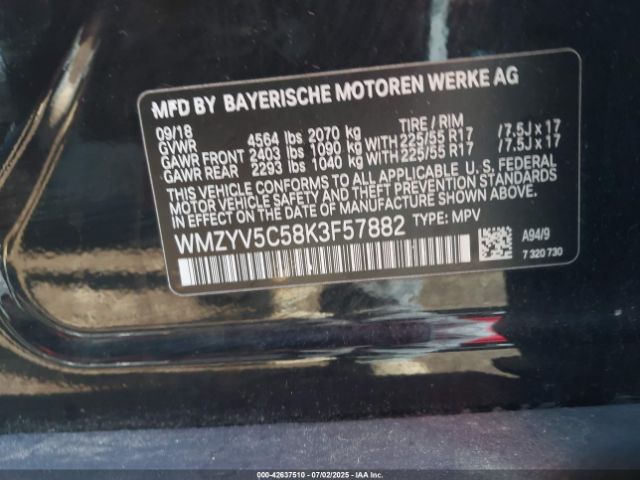 MFD BY BAYERISCHE MOTOREN WERKE AG
09/18 TIRE / RIM
GVWR 4564 lbs 2070 kg
GAWR FRONT 2403 lbs 1090 kg WITH 225/55 R17 /7.5J x 17
GAWR REAR 2293 lbs 1040 kg WITH 225/55 R17 /7.5J x 17
THIS VEHICLE CONFORMS TO ALL APPLICABLE U. S. FEDERAL
MOTOR VEHICLE SAFETY AND THEFT PREVENTION STANDARDS
IN EFFECT ON THE DATE OF MANUFACTURE SHOWN ABOVE.
WMZYV5C58K3F57882 TYPE: MPV
A94/9
7 320 730
000-42637510 - 07/02/2025 - IAAI.COM